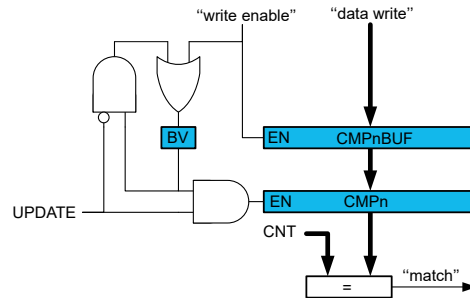 “write enable” “data write”
BV EN CMPnBUF
EN CMPn
UPDATE
CNT
= “match”